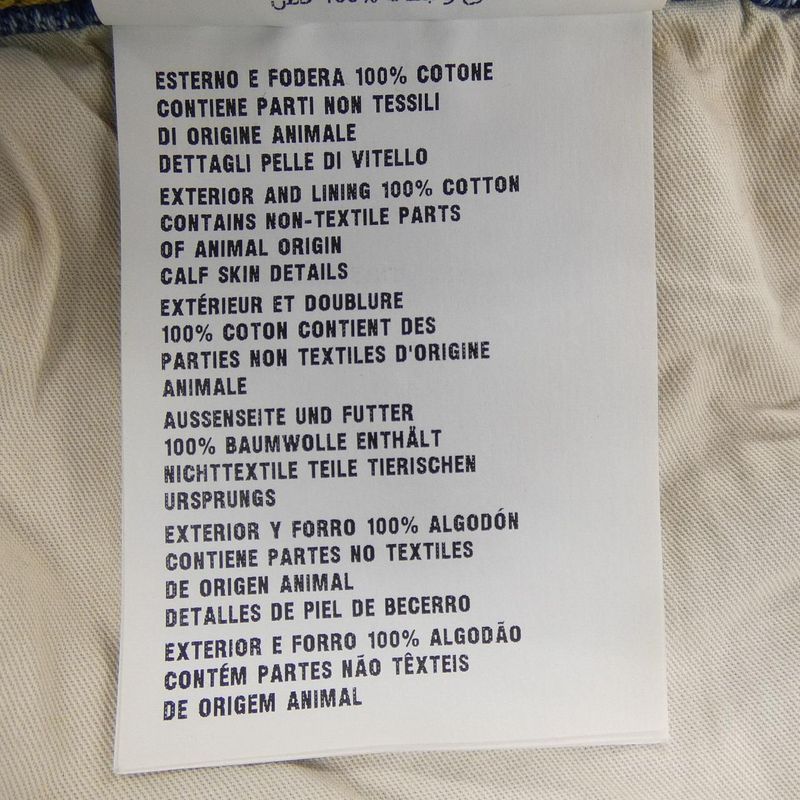 100%
ESTERNO E FODERA 100% COTONE
CONTIENE PARTI NON TESSILI
DI ORIGINE ANIMALE
DETTAGLI PELLE DI VITELLO
EXTERIOR AND LINING 100% COTTON
CONTAINS NON-TEXTILE PARTS
OF ANIMAL ORIGIN
CALF SKIN DETAILS
EXTÉRIEUR ET DOUBLURE
100% COTON CONTIENT DES
PARTIES NON TEXTILES D'ORIGINE
ANIMALE
AUSSENSEITE UND FUTTER
100% BAUMWOLLE ENTHÄLT
NICHTTEXTILE TEILE TIERISCHEN
URSPRUNGS
EXTERIOR Y FORRO 100% ALGODÓN
CONTIENE PARTES NO TEXTILES
DE ORIGEN ANIMAL
DETALLES DE PIEL DE BECERRO
EXTERIOR E FORRO 100% ALGODÃO
CONTÉM PARTES NÃO TÊXTEIS
DE ORIGEM ANIMAL